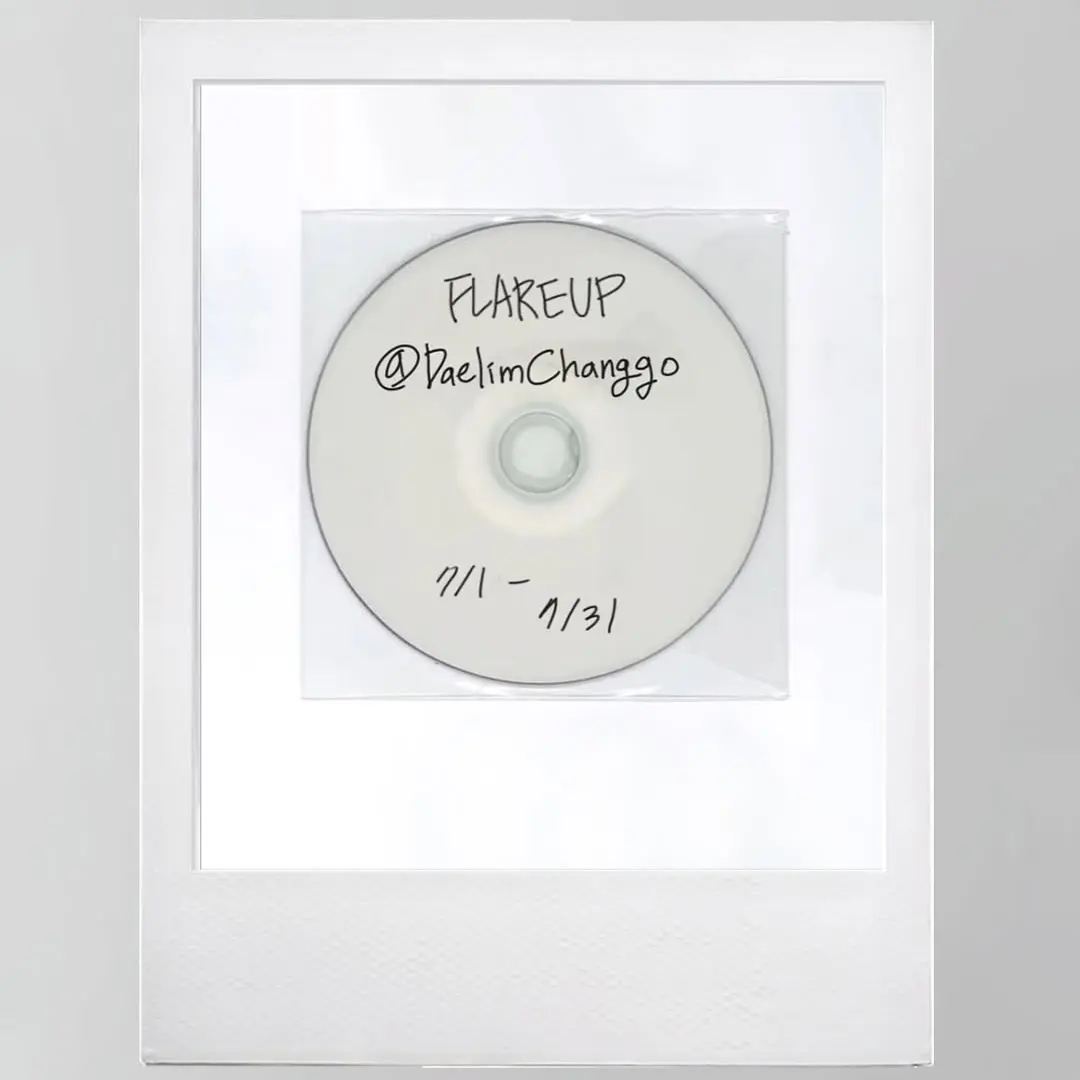 FLAREUP
@DaelimChanggo
7/1 -
7/31